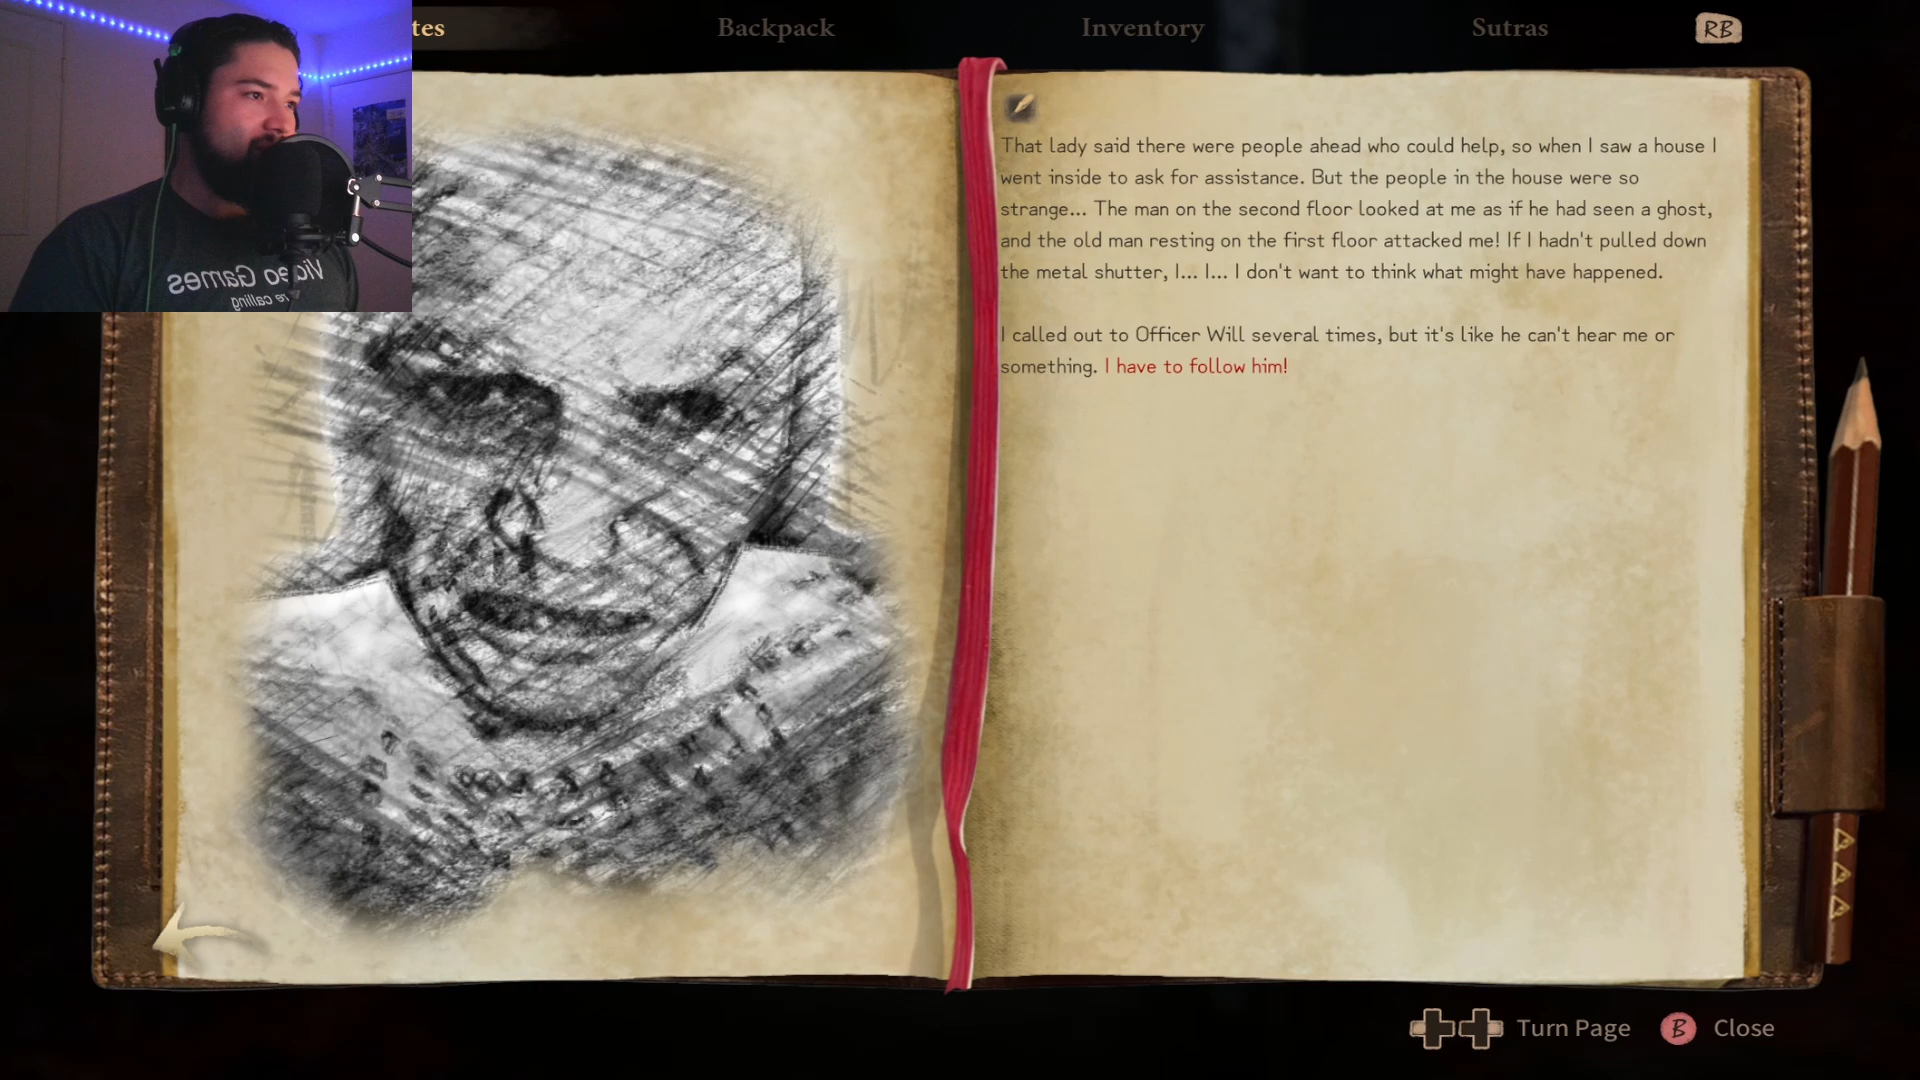 tes
Backpack
Inventory
Sutras
RB
Video Games
are calling
That lady said there were people ahead who could help, so when I saw a house I
went inside to ask for assistance. But the people in the house were so
strange... The man on the second floor looked at me as if he had seen a ghost,
and the old man resting on the first floor attacked me! If I hadn't pulled down
the metal shutter, I... I... I don't want to think what might have happened.
I called out to Officer Will several times, but it's like he can't hear me or
something. I have to follow him!
Turn Page
B
Close